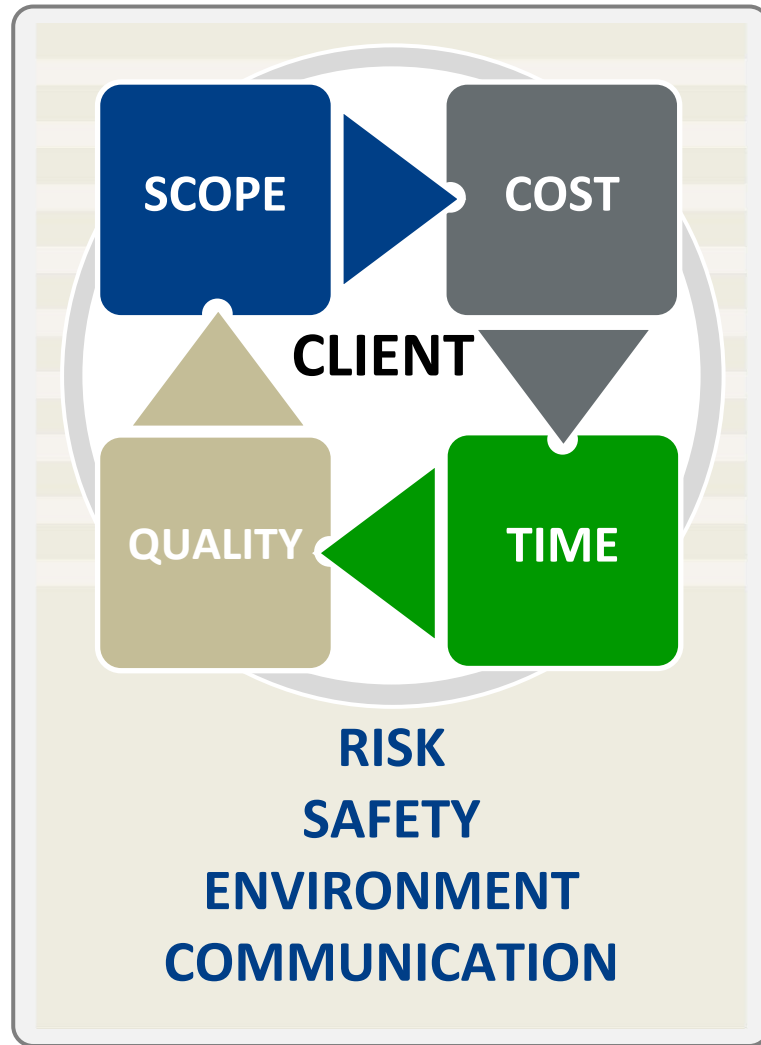 SCOPE
COST
CLIENT
QUALITY
TIME
RISK
SAFETY
ENVIRONMENT
COMMUNICATION